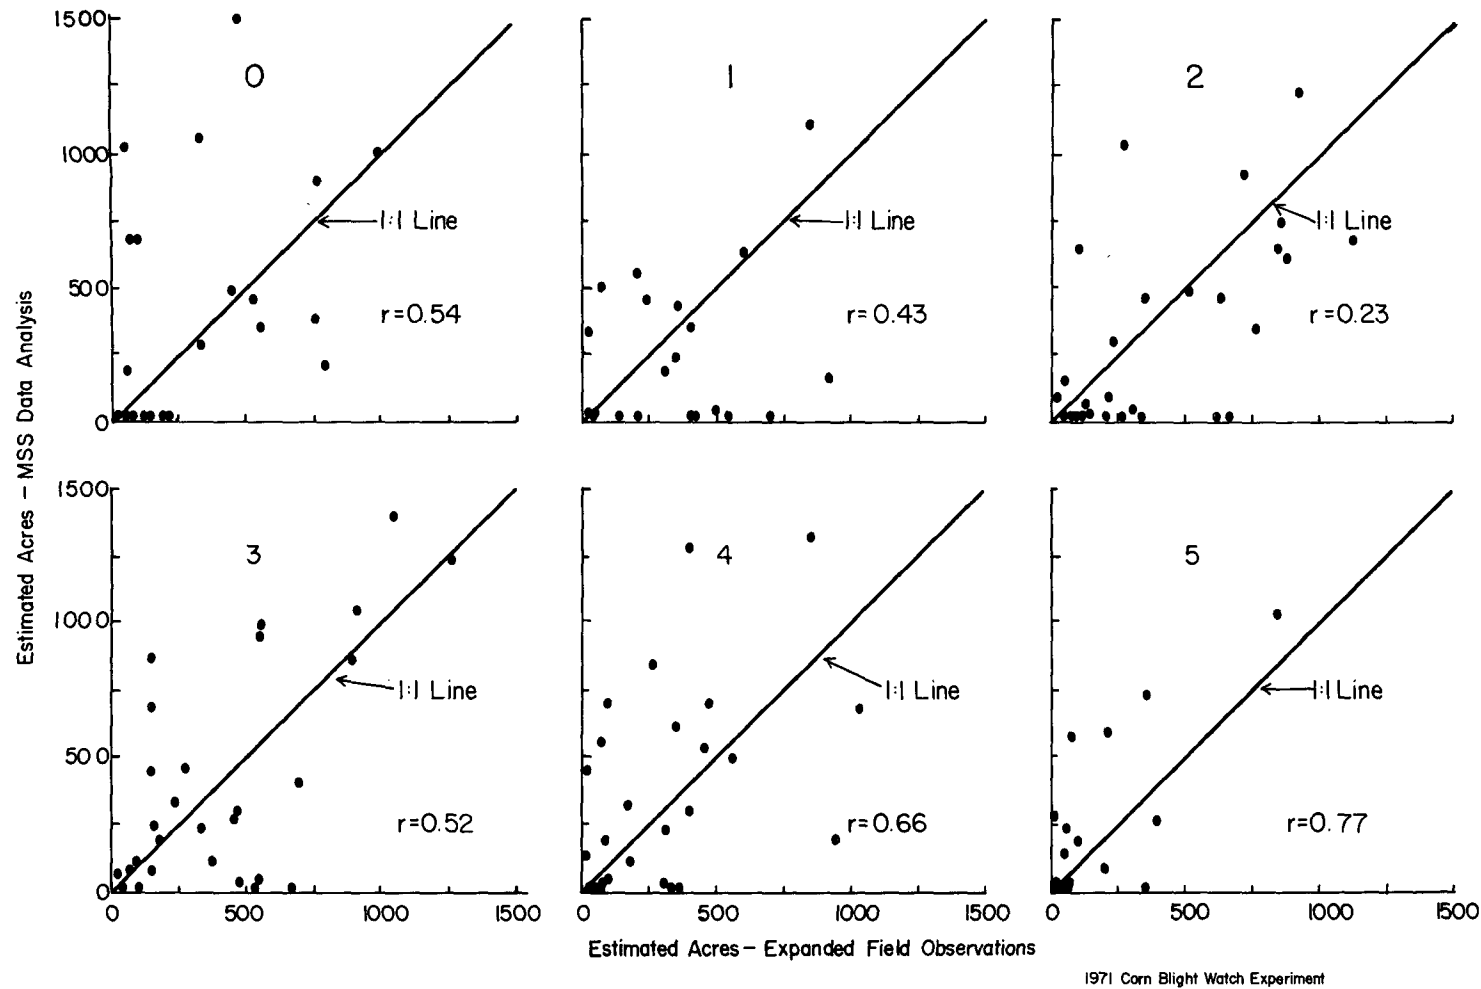 Estimated Acres – MSS Data Analysis
1500
1000
500
0
0
1:1 Line
r=0.54
1
1:1 Line
r=0.43
2
1:1 Line
r=0.23
1500
1000
500
0
3
1:1 Line
r=0.52
4
1:1 Line
r=0.66
5
1:1 Line
r=0.77
0 500 1000 1500 0 500 1000 1500 0 500 1000 1500
Estimated Acres – Expanded Field Observations
1971 Corn Blight Watch Experiment